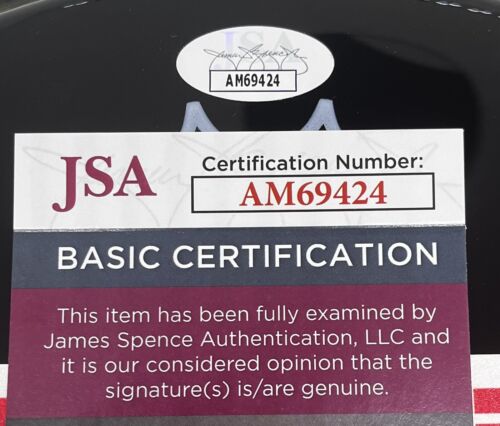 JSA
AM69424
JSA
Certification Number:
AM69424
BASIC CERTIFICATION
This item has been fully examined by
James Spence Authentication, LLC and
it is our considered opinion that the
signature(s) is/are genuine.